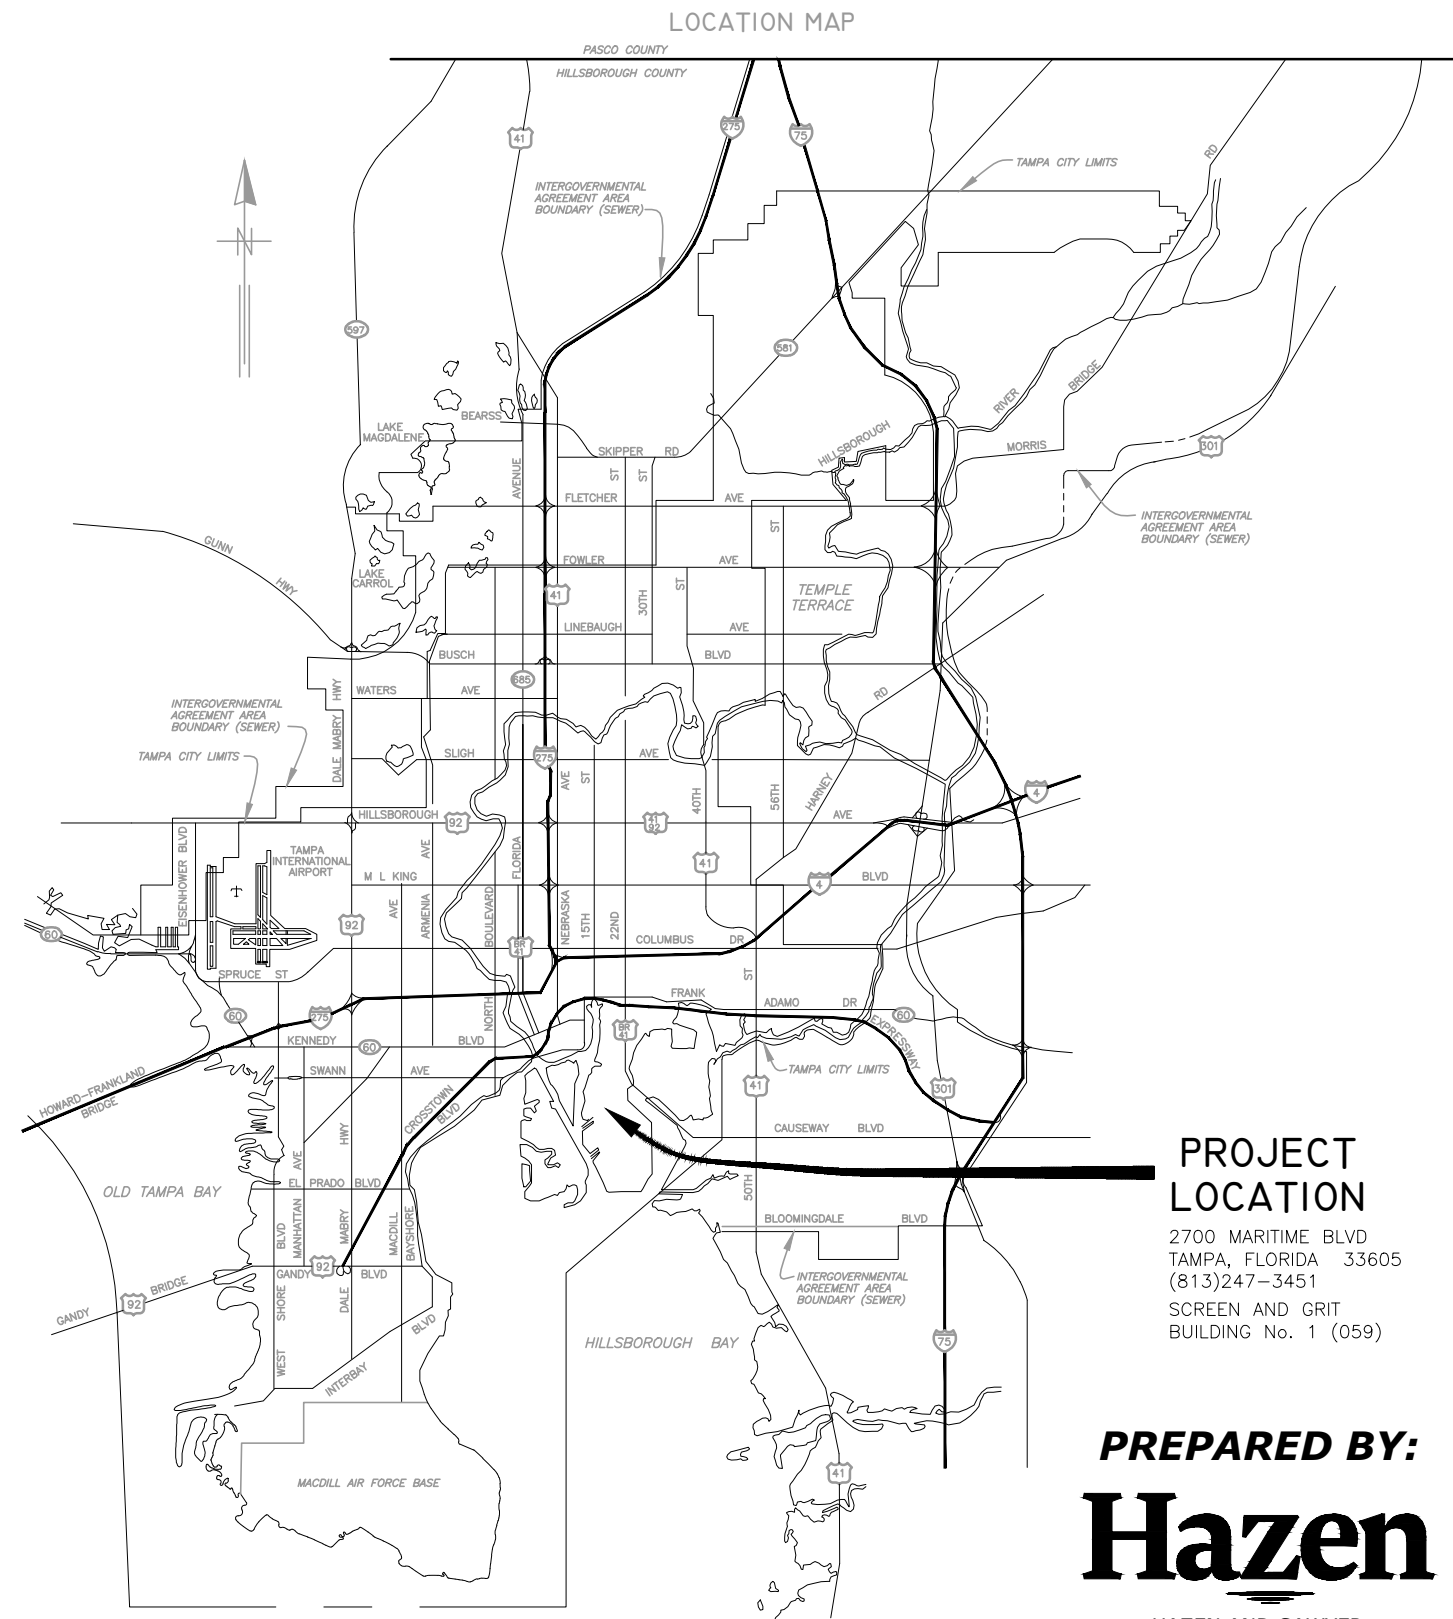 LOCATION MAP
PASCO COUNTY
HILLSBOROUGH COUNTY
275
75
41
TAMPA CITY LIMITS
RD
INTERGOVERNMENTAL
AGREEMENT AREA
BOUNDARY (SEWER)
N
597
581
BRIDGE
RIVER
BEARSS
LAKE
MAGDALENE
HILLSBOROUGH
MORRIS
301
SKIPPER RD
AVENUE
ST
ST
FLETCHER AVE
ST
INTERGOVERNMENTAL
AGREEMENT AREA
BOUNDARY (SEWER)
GUNN
HWY
FOWLER AVE
LAKE
CARROL
ST
TEMPLE
TERRACE
41
30TH
LINEBAUGH AVE
BUSCH BLVD
685
HWY
WATERS AVE
RD
INTERGOVERNMENTAL
AGREEMENT AREA
BOUNDARY (SEWER)
TAMPA CITY LIMITS
DALE MABRY
SLIGH AVE
275
AVE
ST
40TH
56TH
HARNEY
4
HILLSBOROUGH
92
41
92
AVE
EISENHOWER BLVD
TAMPA
INTERNATIONAL
AIRPORT
AVE
FLORIDA
41
M L KING
4
BLVD
AVE
ARMENIA
BOULEVARD
NEBRASKA
15TH
22ND
92
60
BR
41
COLUMBUS DR
SPRUCE ST
ST
FRANK
ADAMO DR
60
NORTH
60
275
BR
41
EXPRESSWAY
KENNEDY
60
BLVD
SWANN AVE
TAMPA CITY LIMITS
41
301
HOWARD-FRANKLAND
BRIDGE
CROSSTOWN
BLVD
HWY
CAUSEWAY BLVD
PROJECT
LOCATION
AVE
EL PRADO BLVD
OLD TAMPA BAY
50TH
BLVD
MANHATTAN
MABRY
MACDILL
BAYSHORE
BLOOMINGDALE BLVD
2700 MARITIME BLVD
TAMPA, FLORIDA 33605
(813)247-3451
SCREEN AND GRIT
BUILDING No. 1 (059)
92
GANDY BLVD
INTERGOVERNMENTAL
AGREEMENT AREA
BOUNDARY (SEWER)
GANDY
92
BRIDGE
SHORE
DALE
BLVD
HILLSBOROUGH BAY
75
WEST
INTERBAY
MACDILL AIR FORCE BASE
41
PREPARED BY:
Hazen